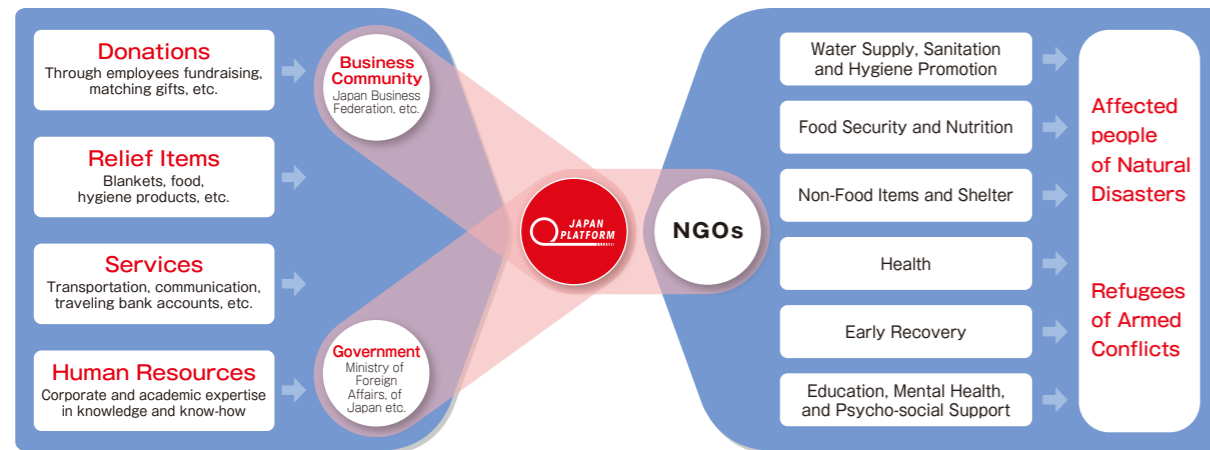 Donations
Through employees fundraising,
matching gifts, etc.
Relief Items
Blankets, food,
hygiene products, etc.
Services
Transportation, communication,
traveling bank accounts, etc.
Human Resources
Corporate and academic expertise
in knowledge and know-how
Business
Community
Japan Business
Federation, etc.
Government
Ministry of
Foreign
Affairs, of
Japan etc.
JAPAN
PLATFORM
NGOs
Water Supply, Sanitation
and Hygiene Promotion
Food Security and Nutrition
Non-Food Items and Shelter
Health
Early Recovery
Education, Mental Health,
and Psycho-social Support
Affected
people
of Natural
Disasters
Refugees
of Armed
Conflicts